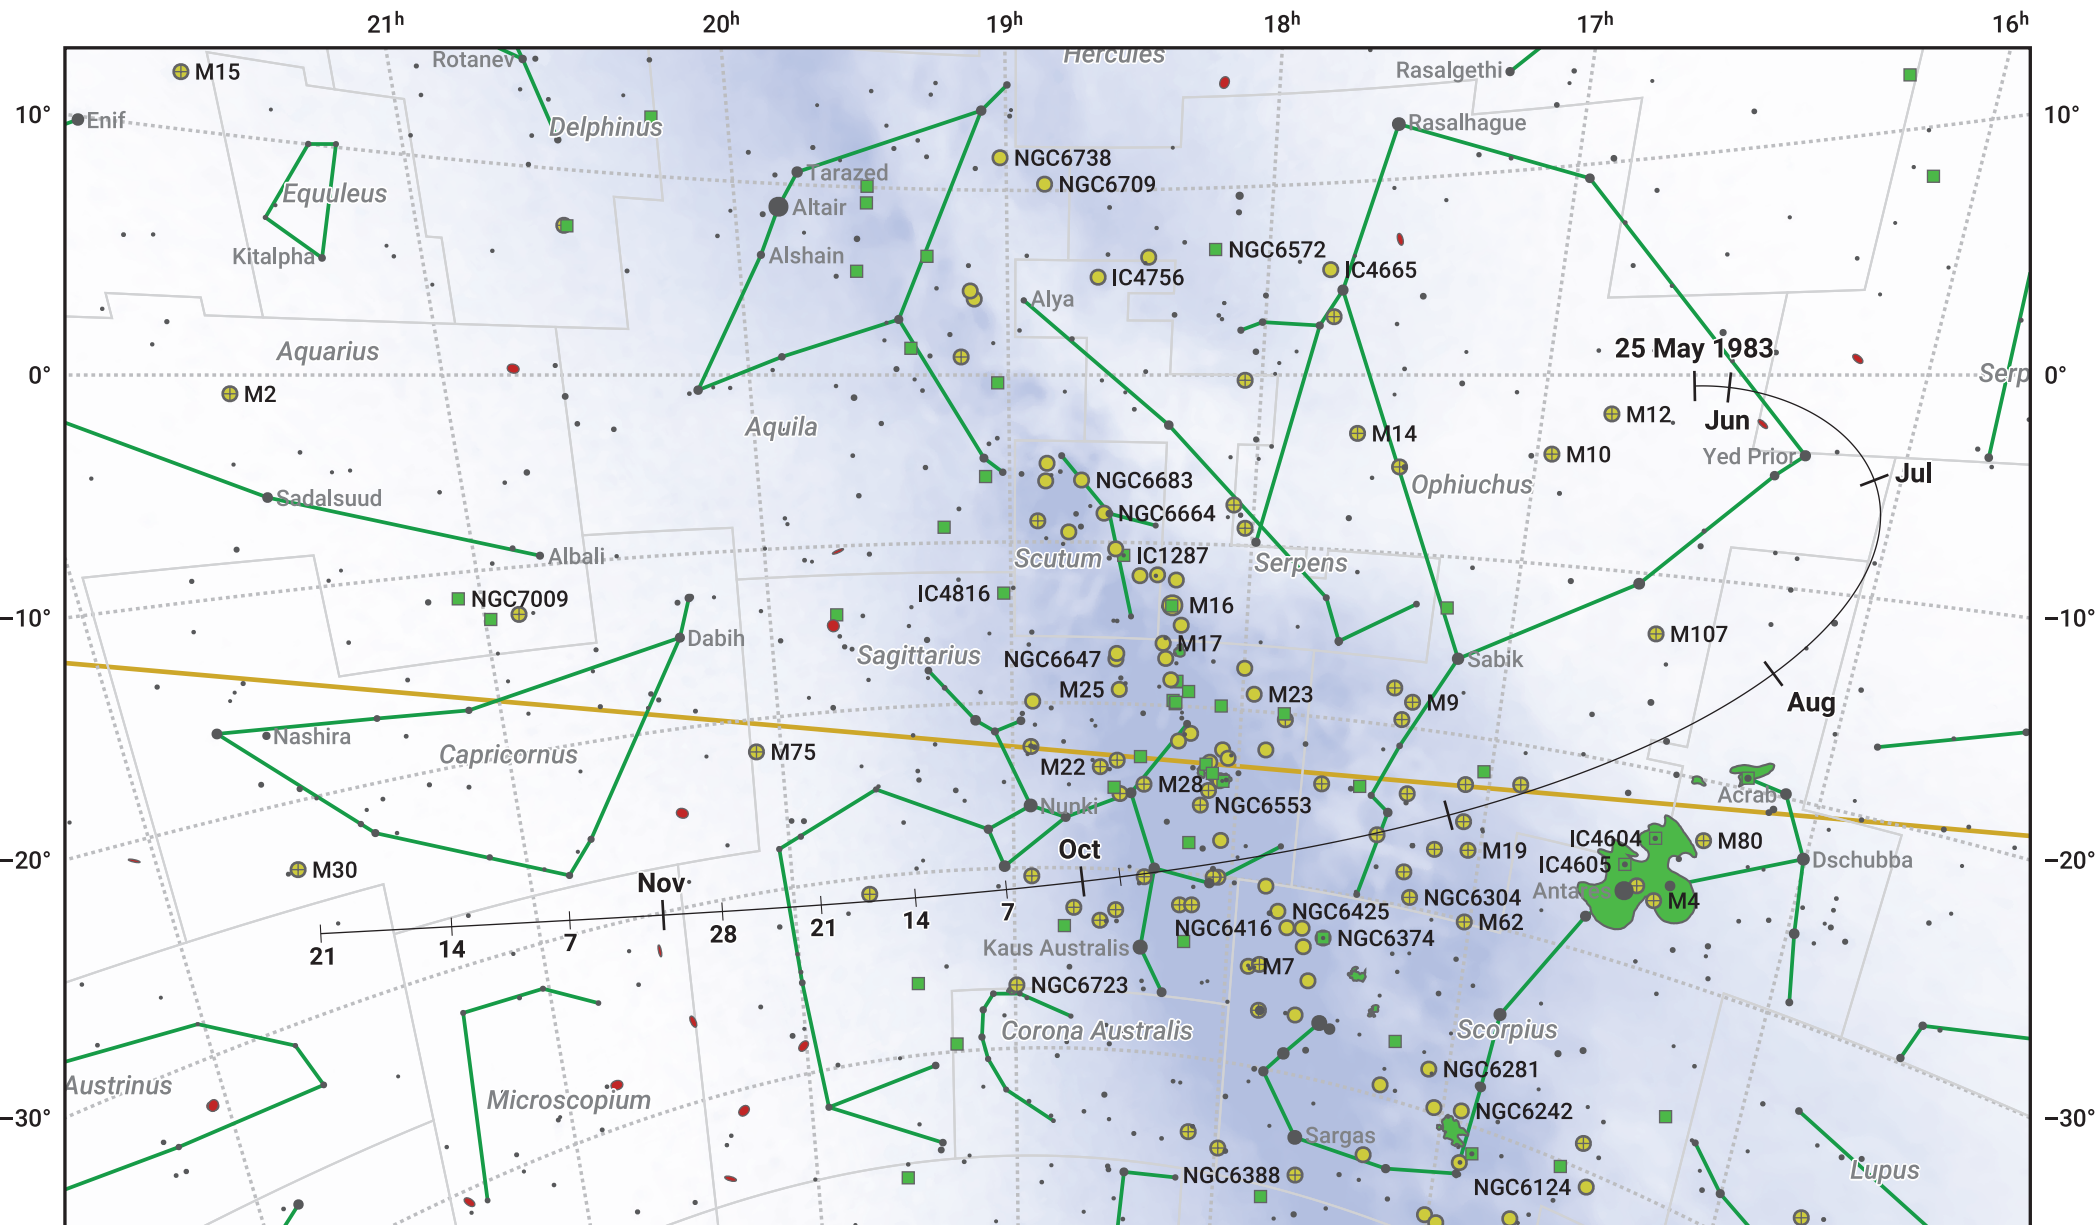 21h 20h 19h 18h 17h 16h
Rotanev
Hercules
Rasalgethi
M15
10°
10°
Enif
Delphinus
Rasalhague
NGC6738
Tarazed
NGC6709
Equuleus
Altair
Kitalpha
Alshain
NGC6572
IC4756
IC4665
Alya
Aquarius
25 May 1983
0°
0°
Serp
M2
Jun
M12
Aquila
M14
M10
Yed Prior
Jul
NGC6683
Ophiuchus
Sadalsuud
NGC6664
Albali
Scutum
IC1287
Serpens
NGC7009
IC4816
M16
−10°
−10°
Dabih
M17
M107
Sagittarius
NGC6647
Sabik
M25
M23
M9
Aug
Nashira
Capricornus
M75
M22
M28
Acrab
Nunki
NGC6553
IC4604
M80
Oct
M19
−20°
−20°
Dschubba
IC4605
M30
Nov
Antares
NGC6304
M4
7
14
21
28
7
14
21
NGC6425
NGC6416
M62
NGC6374
Kaus Australis
M7
NGC6723
Corona Australis
Scorpius
NGC6281
Austrinus
Microscopium
NGC6242
−30°
−30°
Sargas
NGC6388
Lupus
NGC6124